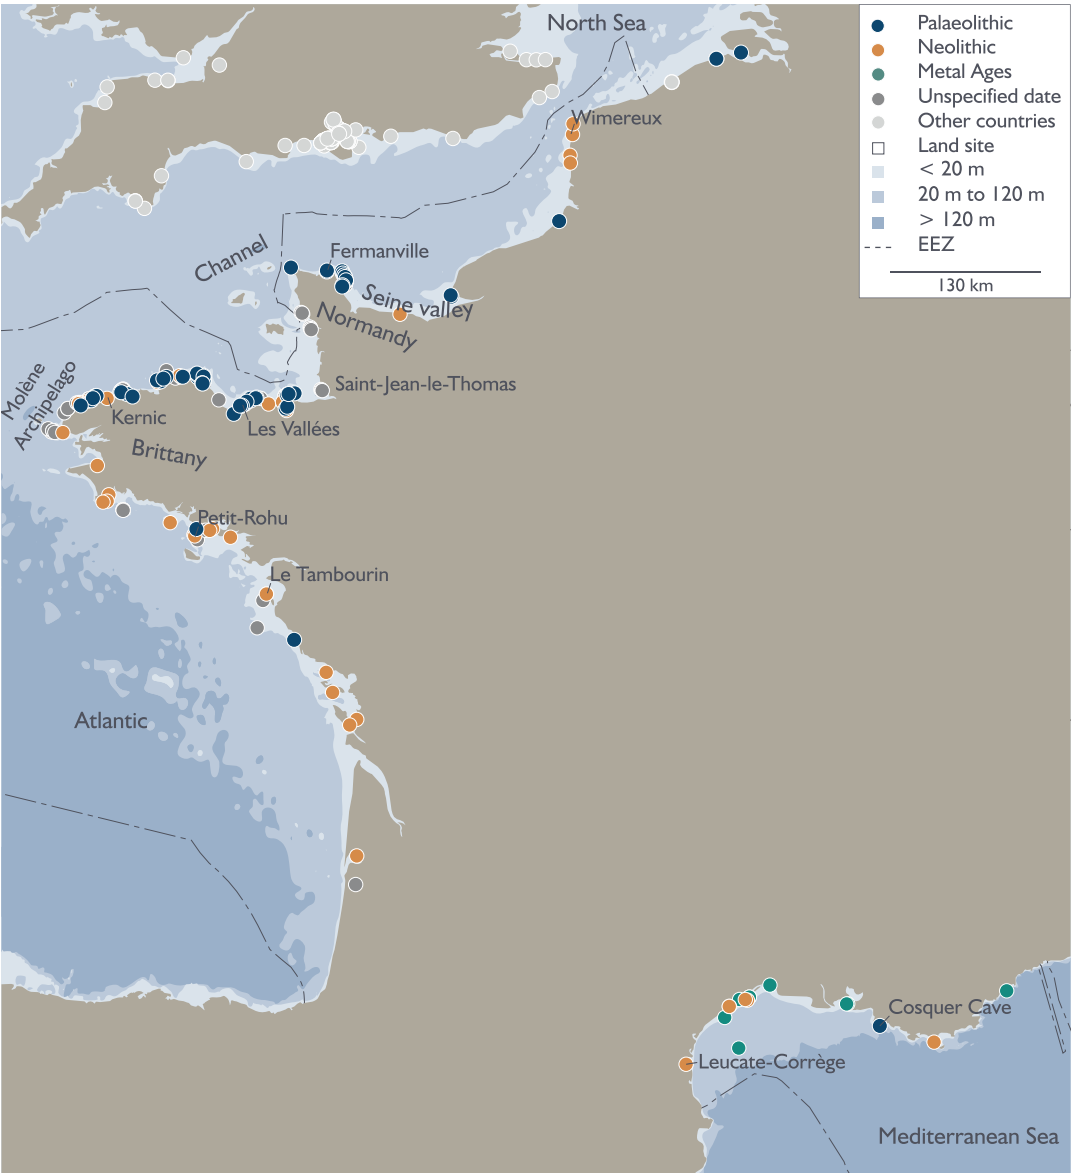 North Sea
Palaeolithic
Neolithic
Metal Ages
Unspecified date
Other countries
Land site
< 20 m
20 m to 120 m
> 120 m
EEZ
130 km
Wimereux
Channel
Fermanville
Seine valley
Normandy
Molène
Archipelago
Saint-Jean-le-Thomas
Kernic
Les Vallées
Brittany
Petit-Rohu
Le Tambourin
Atlantic
Cosquer Cave
Leucate-Corrège
Mediterranean Sea